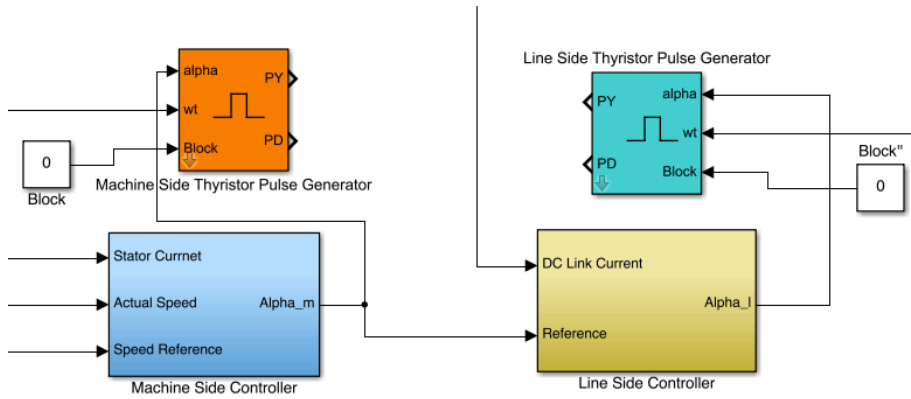 Line Side Thyristor Pulse Generator
alpha
PY
wt
PD
Block
0
Block
Machine Side Thyristor Pulse Generator
PY
alpha
wt
PD
Block
Block"
0
Stator Currnet
Actual Speed
Alpha_m
Speed Reference
Machine Side Controller
DC Link Current
Alpha_l
Reference
Line Side Controller